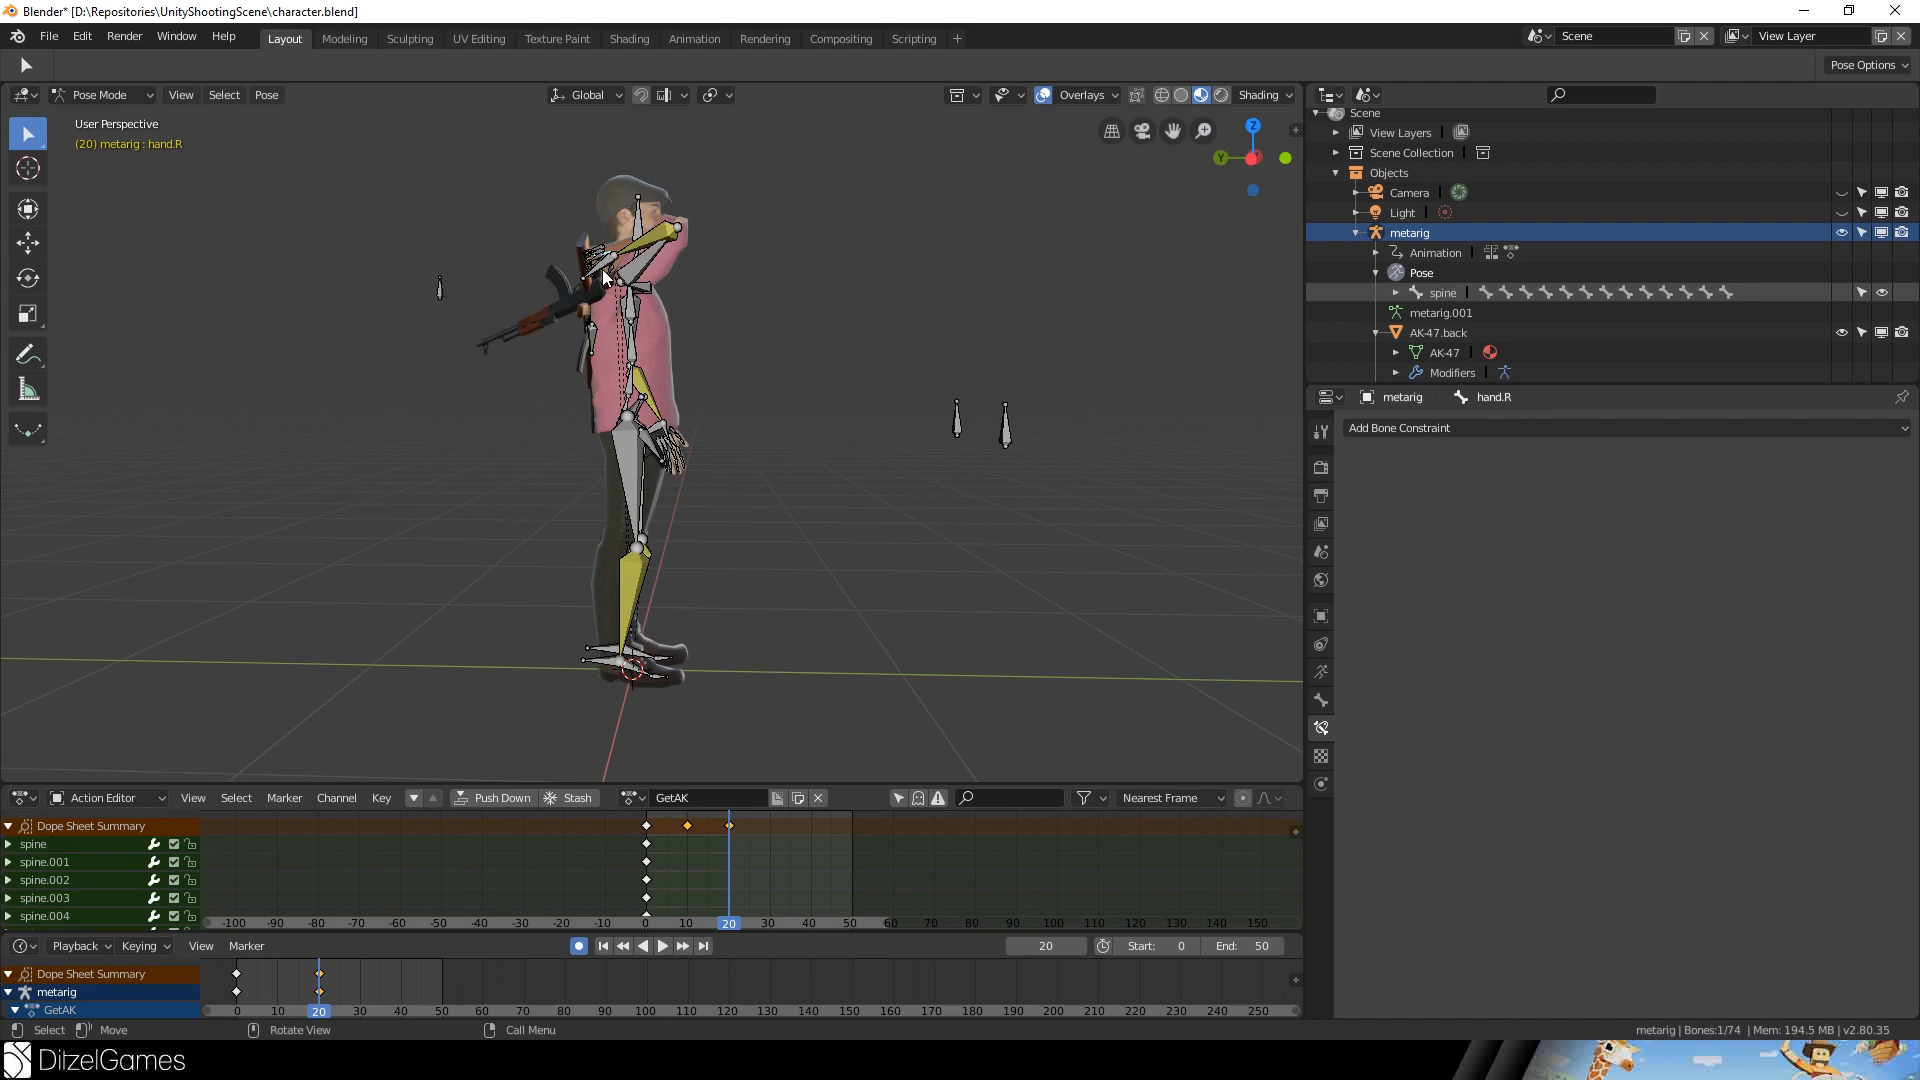 Blender* [D:\Repositories\UnityShootingScene\character.blend]
File Edit Render Window Help Layout Modeling Sculpting UV Editing Texture Paint Shading Animation Rendering Compositing Scripting Scene View Layer
Pose Options
Pose Mode View Select Pose Global Overlays Shading
User Perspective
(20) metarig : hand.R
Z
Y
Scene
View Layers
Scene Collection
Objects
Camera
Light
metarig
Animation
Pose
spine
metarig.001
AK-47.back
AK-47
Modifiers
metarig hand.R
Add Bone Constraint
Action Editor View Select Marker Channel Key Push Down Stash GetAK Nearest Frame
Dope Sheet Summary
spine
spine.001
spine.002
spine.003
spine.004
-100 -90 -80 -70 -60 -50 -40 -30 -20 -10 0 10 20 30 40 50 60 70 80 90 100 110 120 130 140 150
Playback Keying View Marker 20 Start: 0 End: 50
Dope Sheet Summary
metarig
GetAK
0 10 20 30 40 50 60 70 80 90 100 110 120 130 140 150 160 170 180 190 200 210 220 230 240 250
Select Move Rotate View Call Menu metarig | Bones:1/74 | Mem: 194.5 MB | v2.80.35
DitzelGames